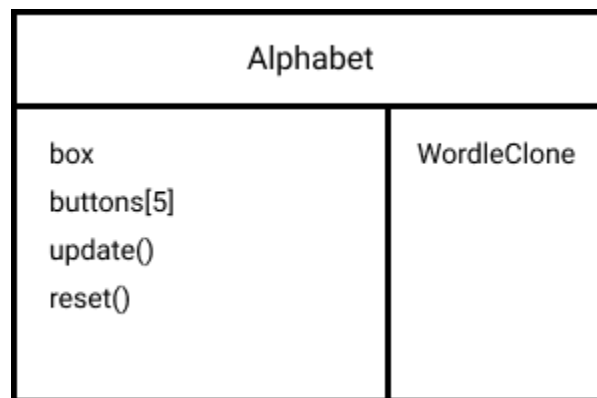 Alphabet
box
buttons[5]
update()
reset()
WordleClone